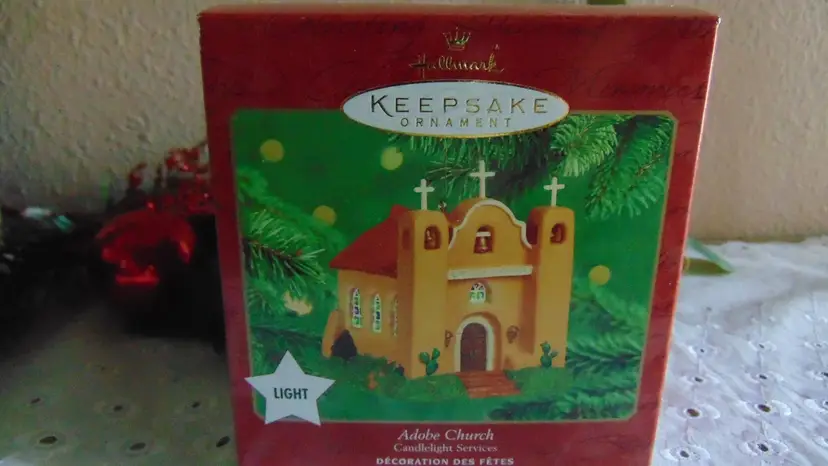 Hallmark
KEEPSAKE
ORNAMENT
LIGHT
Adobe Church
Candlelight Services
DÉCORATION DES FÊTES